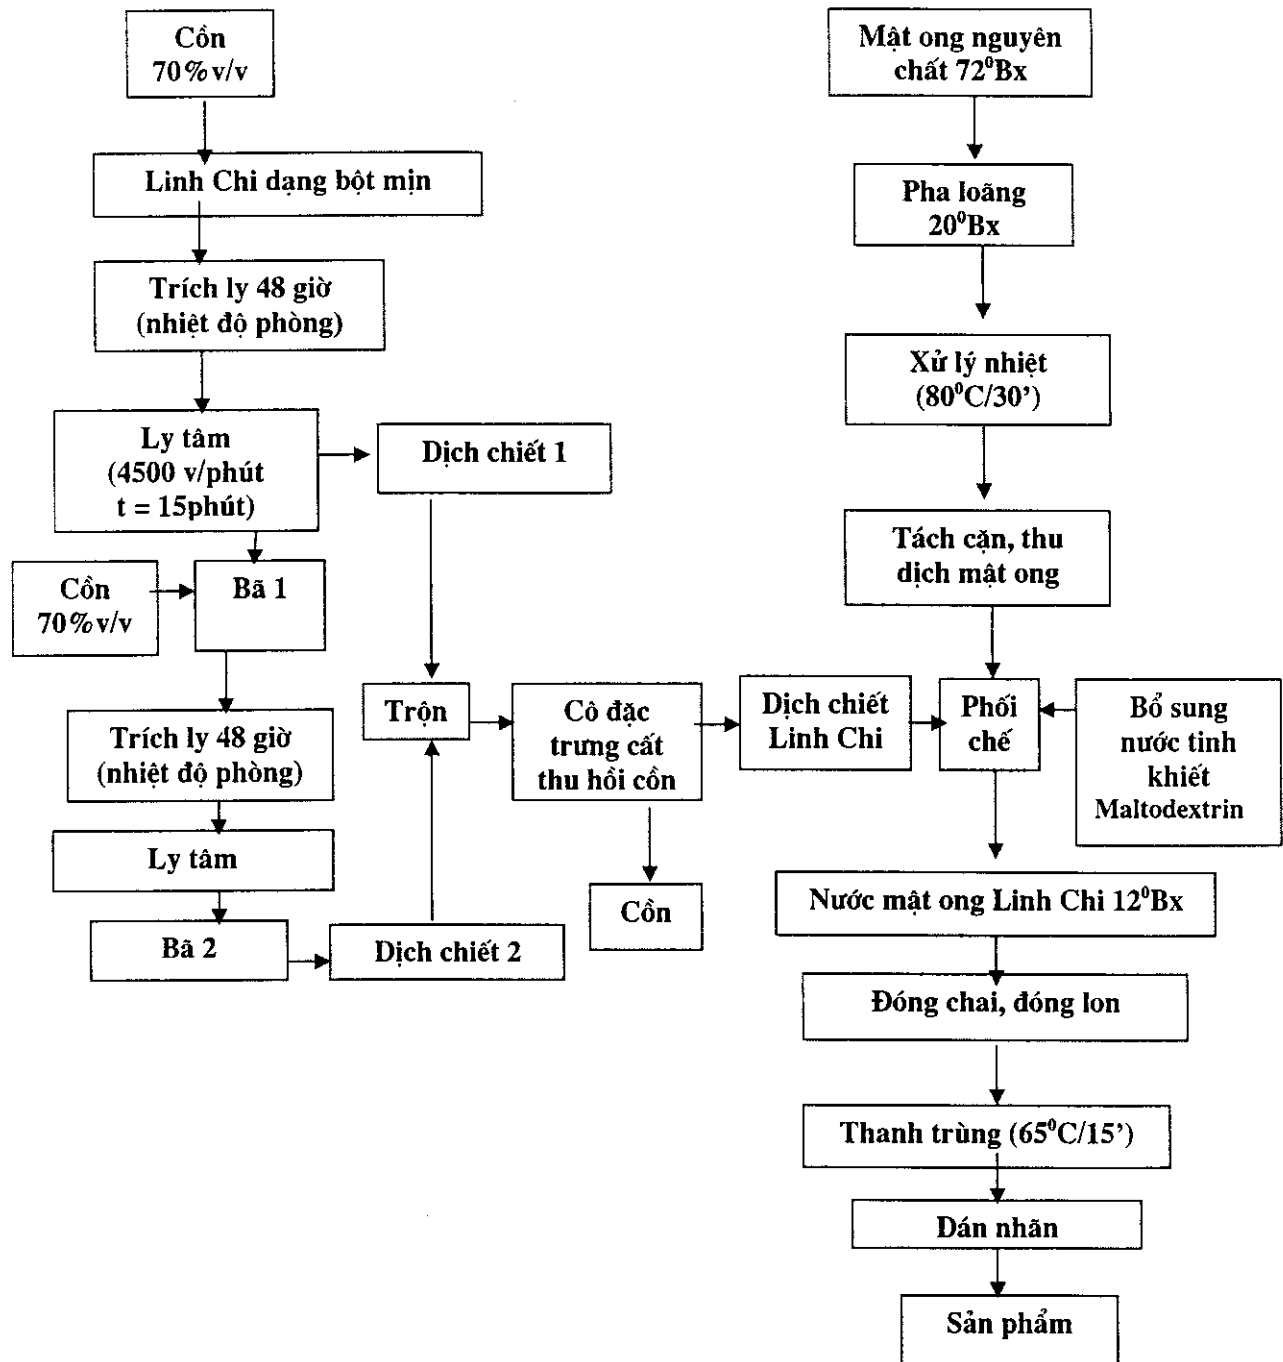 Cồn
70%v/v
Linh Chi dạng bột mịn
Trích ly 48 giờ
(nhiệt độ phòng)
Ly tâm
(4500 v/phút
t = 15phút)
Dịch chiết 1
Cồn
70%v/v
Bã 1
Trích ly 48 giờ
(nhiệt độ phòng)
Ly tâm
Bã 2
Dịch chiết 2
Trộn
Cô đặc
trưng cất
thu hồi cồn
Cồn
Dịch chiết
Linh Chi
Mật ong nguyên
chất 72⁰Bx
Pha loãng
20⁰Bx
Xử lý nhiệt
(80⁰C/30’)
Tách cặn, thu
dịch mật ong
Phối
chế
Bổ sung
nước tinh
khiết
Maltodextrin
Nước mật ong Linh Chi 12⁰Bx
Đóng chai, đóng lon
Thanh trùng (65⁰C/15’)
Dán nhãn
Sản phẩm